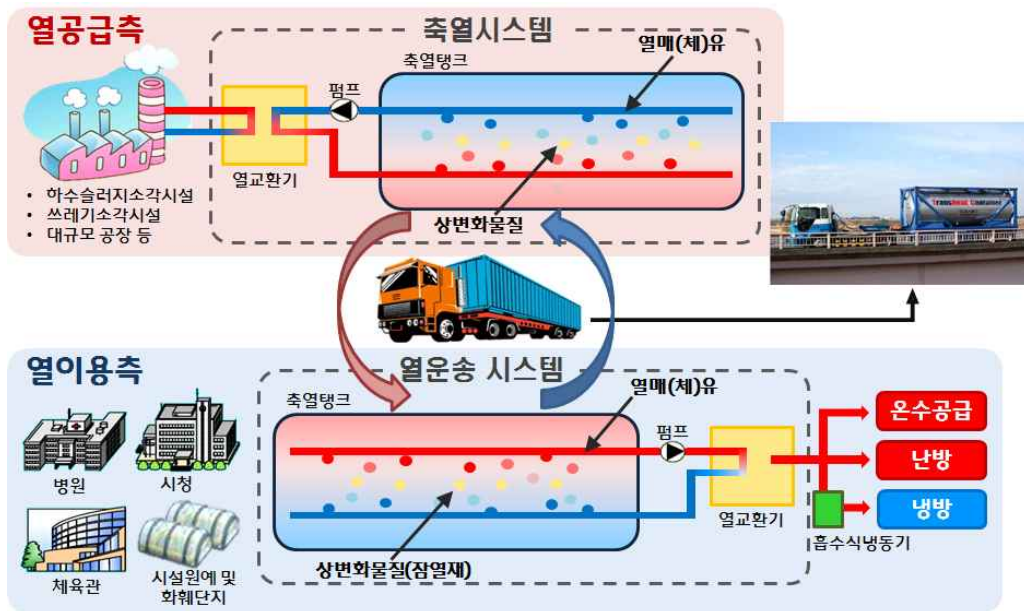 열공급측
축열시스템
열매(체)유
축열탱크
펌프
열교환기
• 하수슬러지소각시설
• 쓰레기소각시설
• 대규모 공장 등
상변화물질
TransHeat Container
열이용측
열운송 시스템
열매(체)유
축열탱크
펌프
온수공급
난방
냉방
병원
시청
열교환기
흡수식냉동기
체육관
시설원예 및
화훼단지
상변화물질(잠열재)